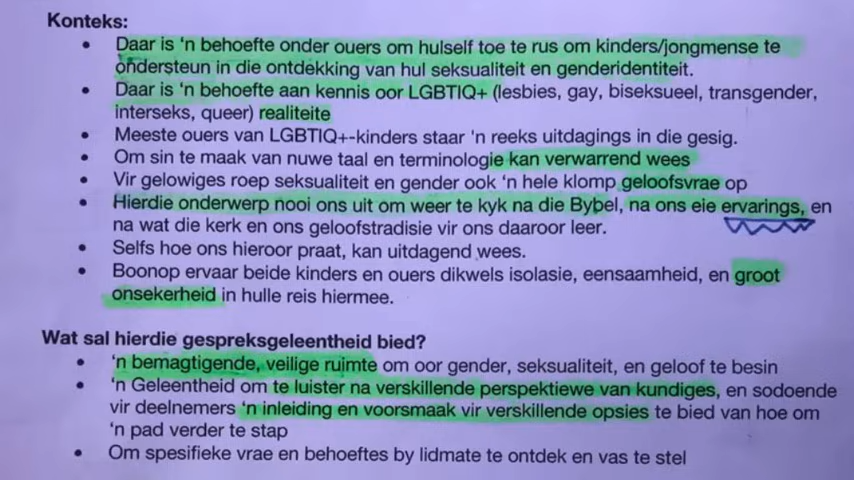 Konteks:
• Daar is 'n behoefte onder ouers om hulself toe te rus om kinders/jongmense te
ondersteun in die ontdekking van hul seksualiteit en genderidentiteit.
• Daar is 'n behoefte aan kennis oor LGBTIQ+ (lesbies, gay, biseksueel, transgender,
interseks, queer) realiteite
• Meeste ouers van LGBTIQ+-kinders staar 'n reeks uitdagings in die gesig.
• Om sin te maak van nuwe taal en terminologie kan verwarrend wees
• Vir gelowiges roep seksualiteit en gender ook 'n hele klomp geloofsvrae op
• Hierdie onderwerp nooi ons uit om weer te kyk na die Bybel, na ons eie ervarings, en
na wat die kerk en ons geloofstradisie vir ons daaroor leer.
• Selfs hoe ons hieroor praat, kan uitdagend wees.
• Boonop ervaar beide kinders en ouers dikwels isolasie, eensaamheid, en groot
onsekerheid in hulle reis hiermee.
Wat sal hierdie gespreksgeleentheid bied?
• 'n bemagtigende, veilige ruimte om oor gender, seksualiteit, en geloof te besin
• 'n Geleentheid om te luister na verskillende perspektiewe van kundiges, en sodoende
vir deelnemers 'n inleiding en voorsmaak vir verskillende opsies te bied van hoe om
'n pad verder te stap
• Om spesifieke vrae en behoeftes by lidmate te ontdek en vas te stel